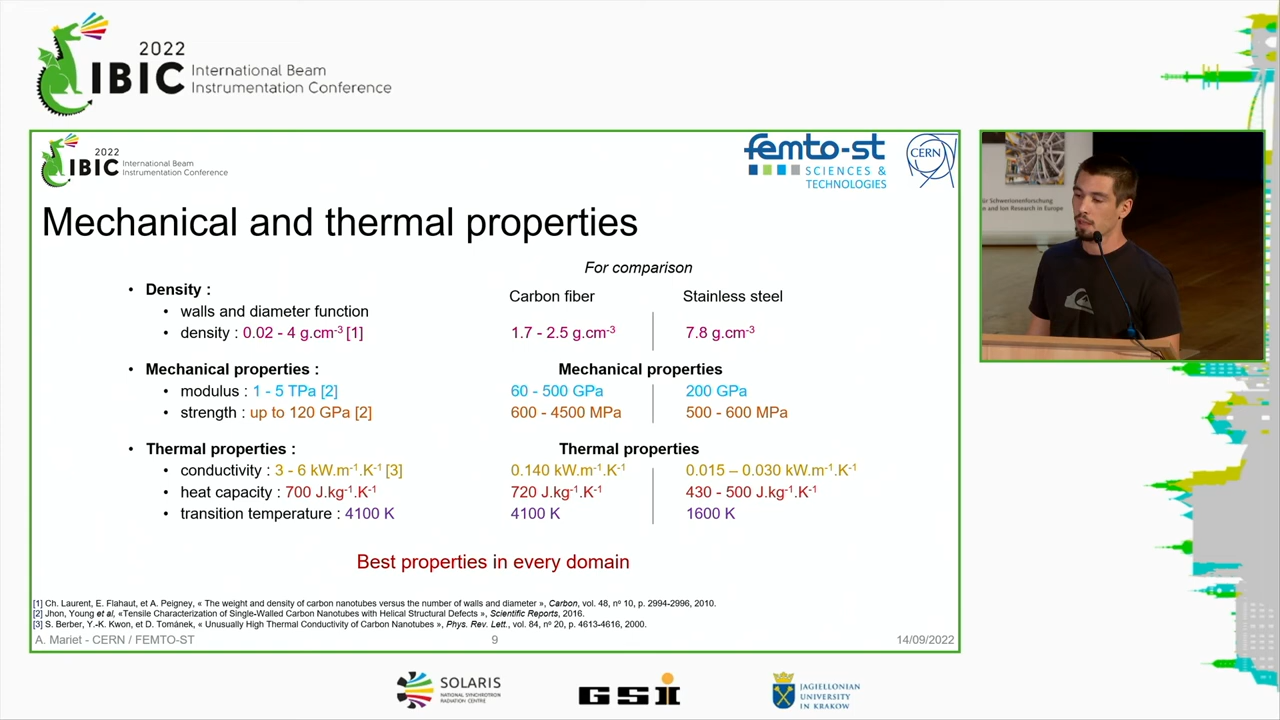 2022
IBIC International Beam
Instrumentation Conference
2022
IBIC International Beam
Instrumentation Conference
femto-st
SCIENCES &
TECHNOLOGIES
CERN
Mechanical and thermal properties
For comparison
• Density :
Carbon fiber Stainless steel
• walls and diameter function
• density : 0.02 - 4 g.cm⁻³ [1] 1.7 - 2.5 g.cm⁻³ 7.8 g.cm⁻³
• Mechanical properties : Mechanical properties
• modulus : 1 - 5 TPa [2] 60 - 500 GPa 200 GPa
• strength : up to 120 GPa [2] 600 - 4500 MPa 500 - 600 MPa
• Thermal properties : Thermal properties
• conductivity : 3 - 6 kW.m⁻¹.K⁻¹ [3] 0.140 kW.m⁻¹.K⁻¹ 0.015 – 0.030 kW.m⁻¹.K⁻¹
• heat capacity : 700 J.kg⁻¹.K⁻¹ 720 J.kg⁻¹.K⁻¹ 430 - 500 J.kg⁻¹.K⁻¹
• transition temperature : 4100 K 4100 K 1600 K
Best properties in every domain
[1] Ch. Laurent, E. Flahaut, et A. Peigney, « The weight and density of carbon nanotubes versus the number of walls and diameter », Carbon, vol. 48, nº 10, p. 2994-2996, 2010.
[2] Jhon, Young et al, «Tensile Characterization of Single-Walled Carbon Nanotubes with Helical Structural Defects », Scientific Reports, 2016.
[3] S. Berber, Y.-K. Kwon, et D. Tománek, « Unusually High Thermal Conductivity of Carbon Nanotubes », Phys. Rev. Lett., vol. 84, nº 20, p. 4613-4616, 2000.
A. Mariet - CERN / FEMTO-ST 9 14/09/2022
ür Schwerionenforschung
n and Ion Research in Europe
SOLARIS
NATIONAL SYNCHROTRON
RADIATION CENTRE
GSI
JAGIELLONIAN
UNIVERSITY
IN KRAKÓW